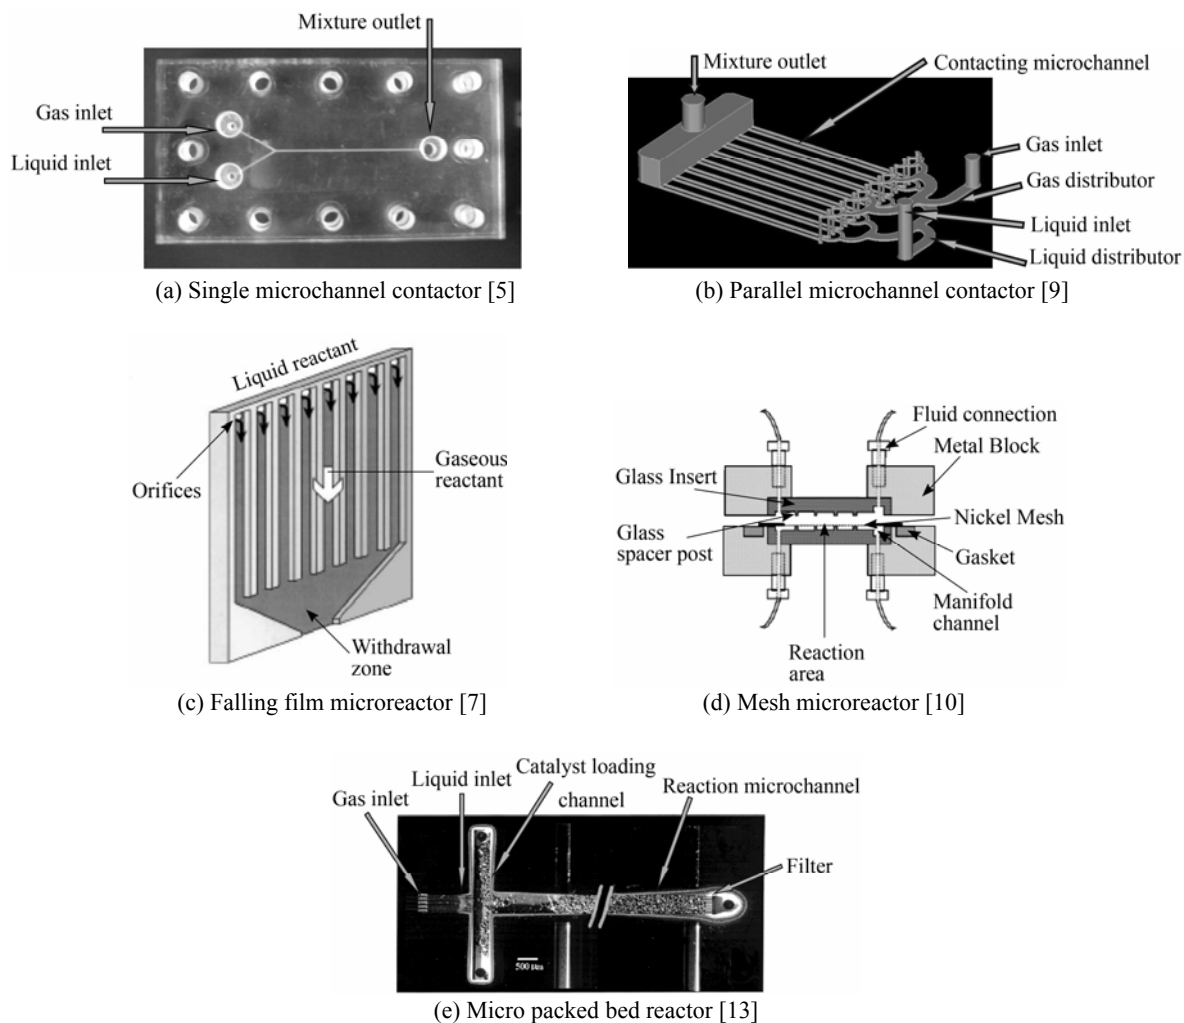 Mixture outlet
Gas inlet
Liquid inlet
(a) Single microchannel contactor [5]
Mixture outlet
Contacting microchannel
Gas inlet
Gas distributor
Liquid inlet
Liquid distributor
(b) Parallel microchannel contactor [9]
Liquid reactant
Orifices
Gaseous
reactant
Withdrawal
zone
(c) Falling film microreactor [7]
Fluid connection
Metal Block
Glass Insert
Glass
spacer post
Nickel Mesh
Gasket
Manifold
channel
Reaction
area
(d) Mesh microreactor [10]
Gas inlet
Liquid inlet
Catalyst loading
channel
Reaction microchannel
Filter
500 μm
(e) Micro packed bed reactor [13]